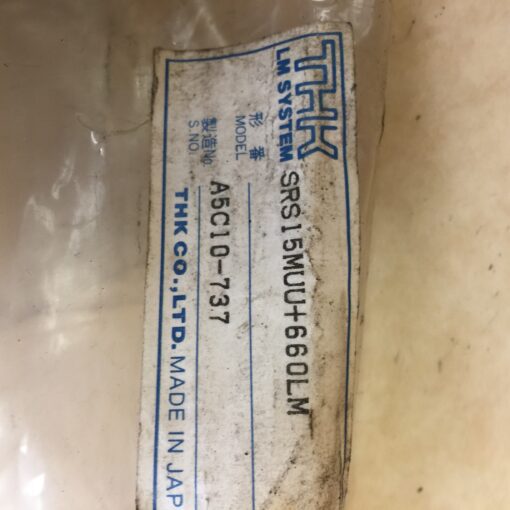 THK
LM SYSTEM
形番
MODEL
SRS15MUU+660LM
製造No.
S.NO.
A5C10-737
THK CO.,LTD. MADE IN JAP